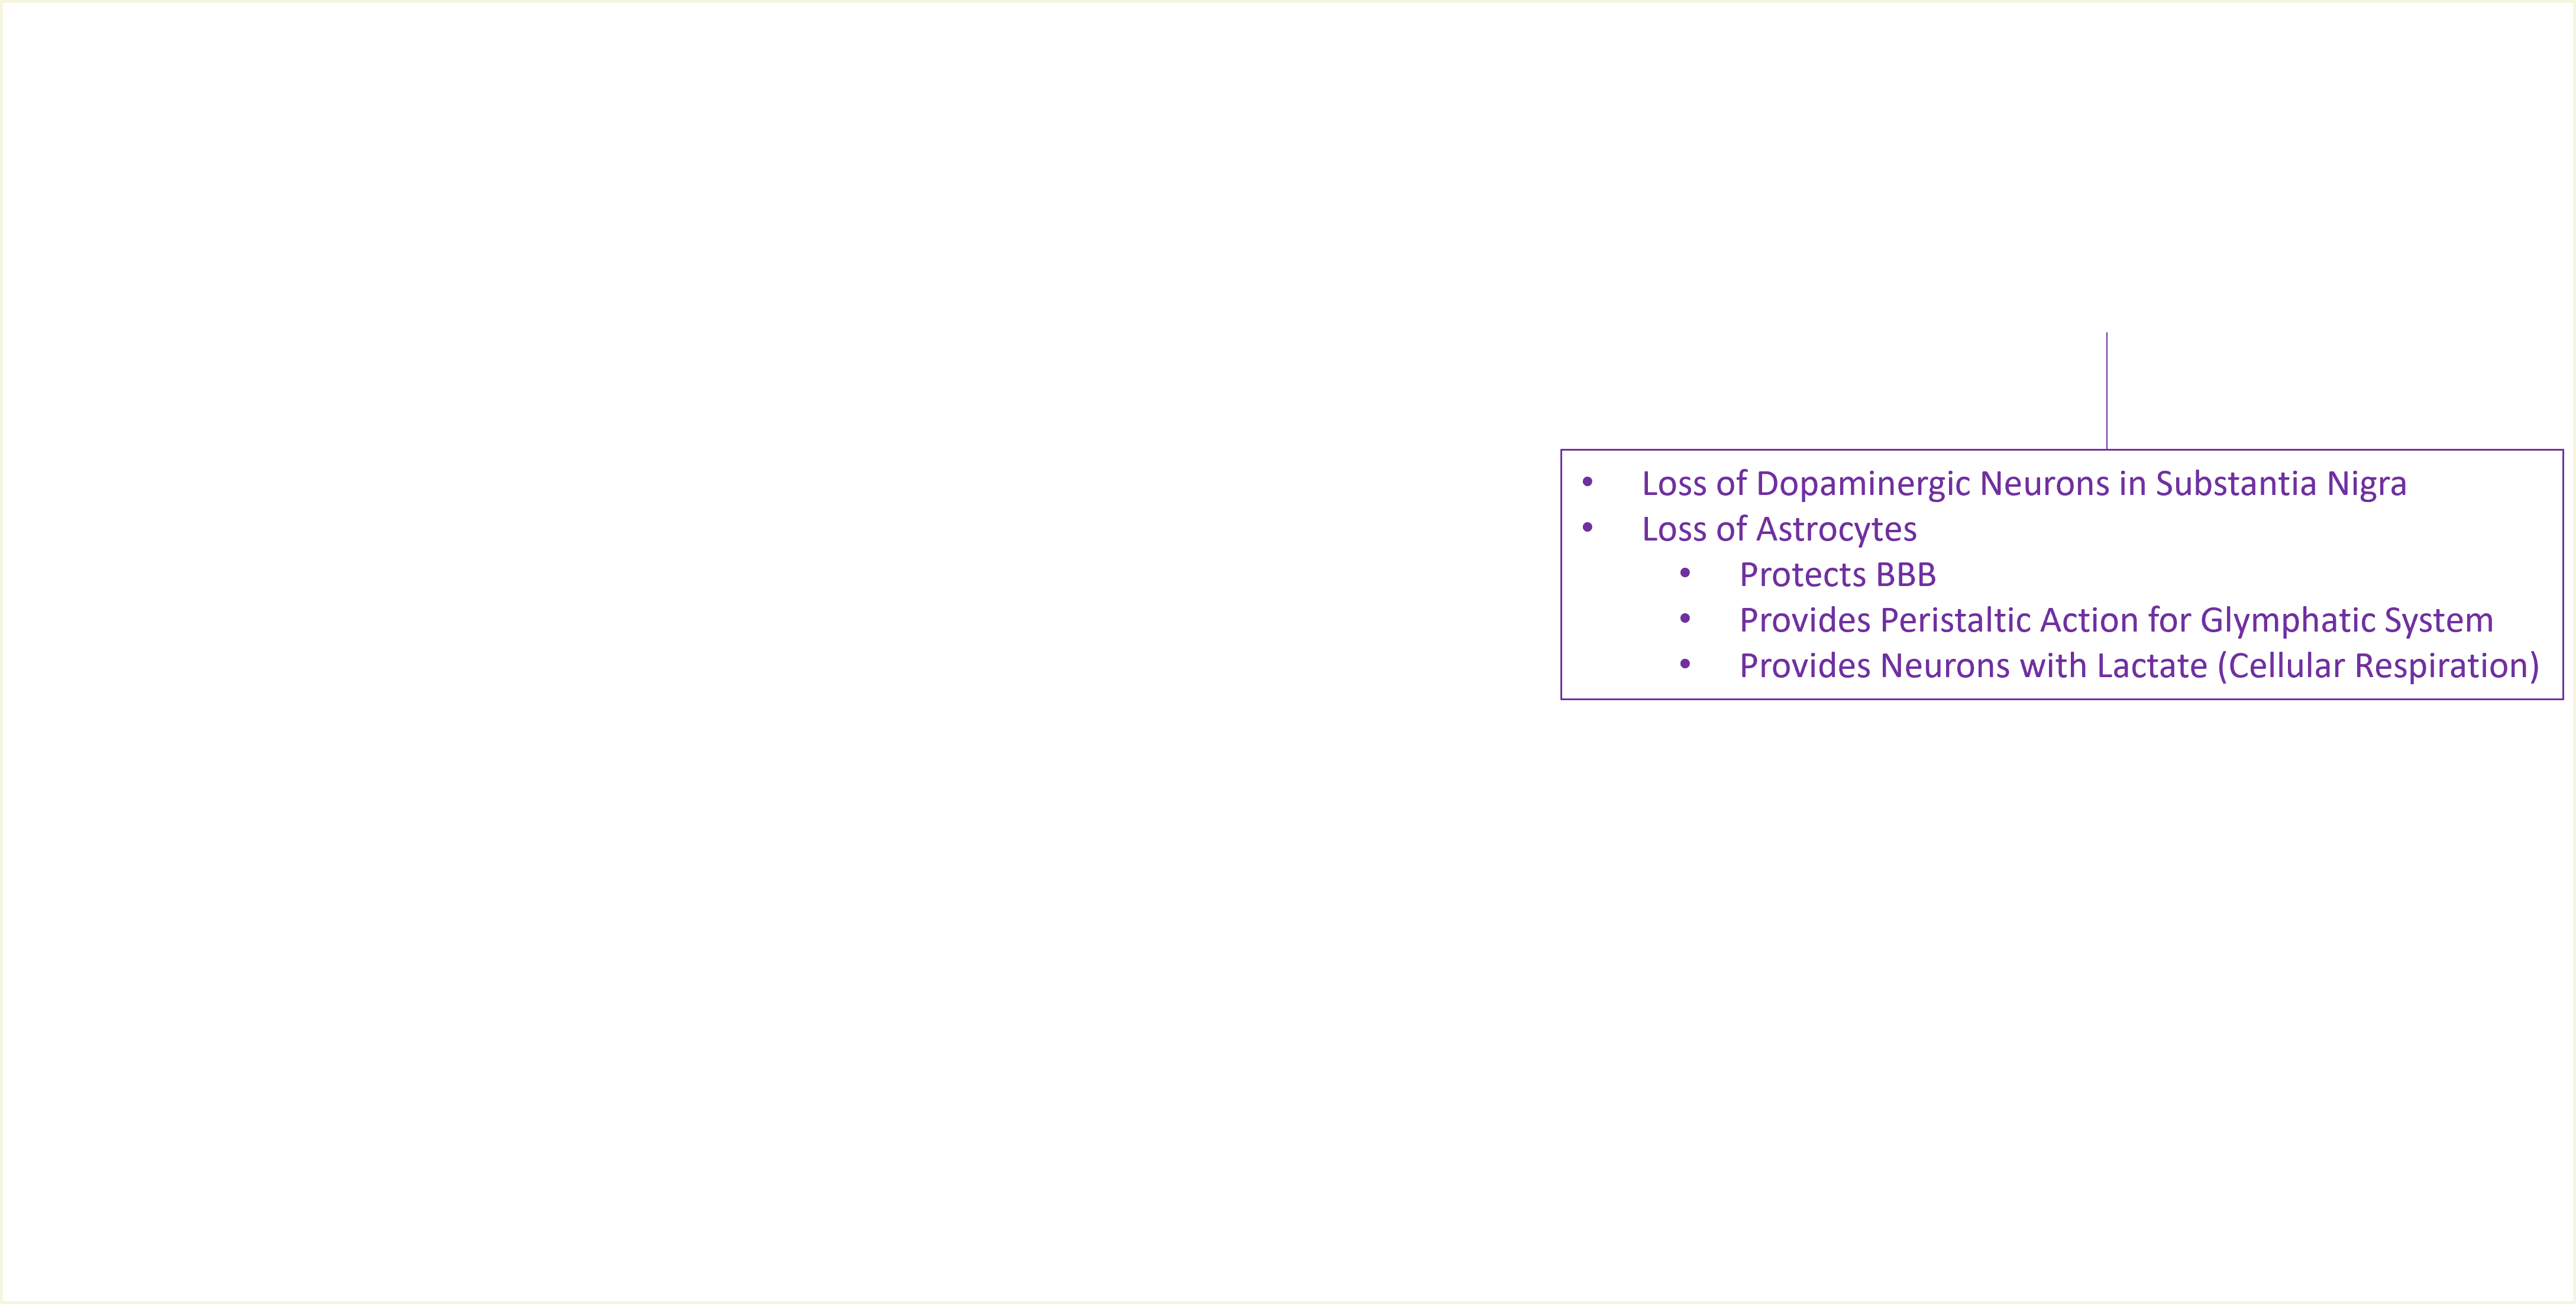 • Loss of Dopaminergic Neurons in Substantia Nigra
• Loss of Astrocytes
• Protects BBB
• Provides Peristaltic Action for Glymphatic System
• Provides Neurons with Lactate (Cellular Respiration)